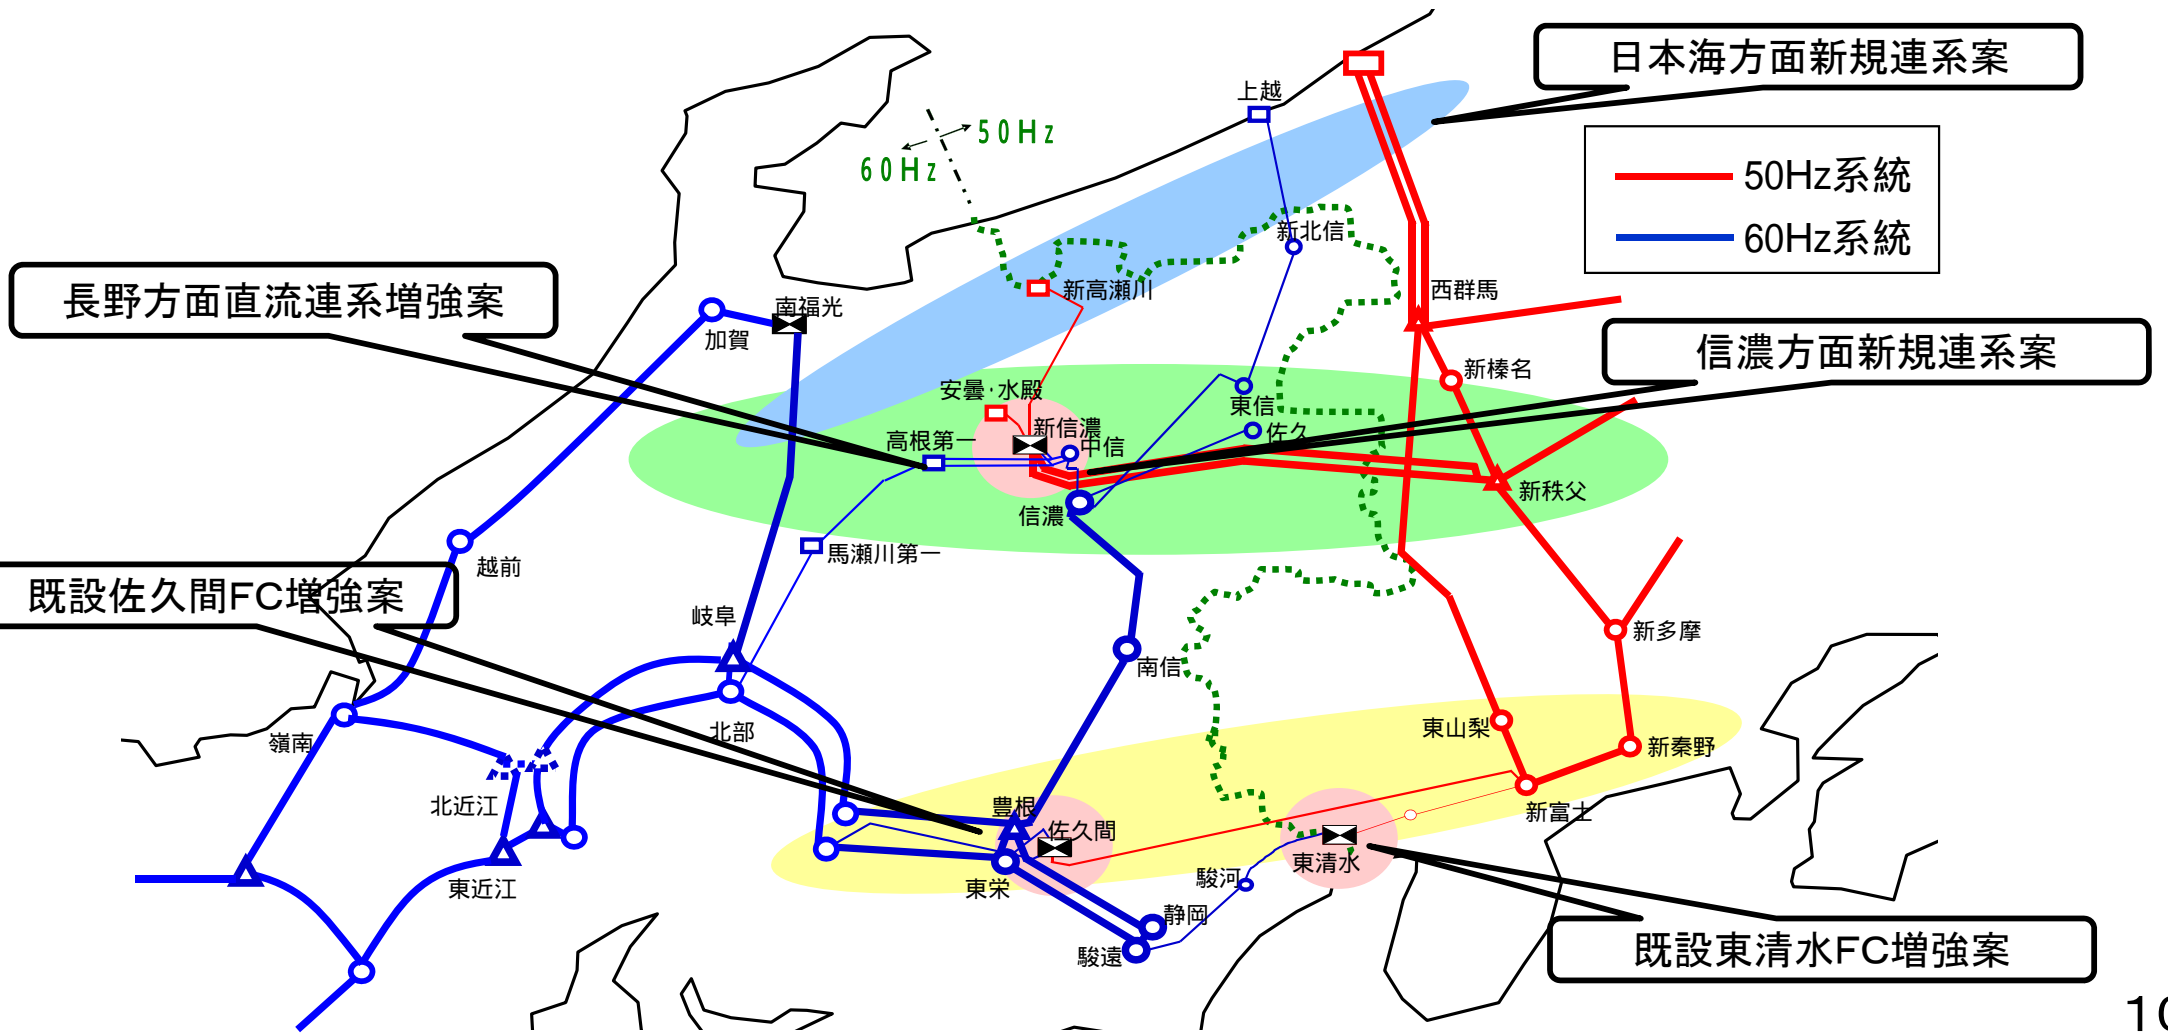 日本海方面新規連系案
上越
50Hz
60Hz
50Hz系統
60Hz系統
新北信
長野方面直流連系増強案
新高瀬川
西群馬
南福光
加賀
信濃方面新規連系案
新榛名
安曇・水殿
東信
新信濃
佐久
高根第一
中信
新秩父
信濃
馬瀬川第一
越前
既設佐久間FC増強案
岐阜
新多摩
南信
東山梨
北部
嶺南
新秦野
北近江
豊根
新富士
佐久間
東清水
東近江
東栄
駿河
静岡
駿遠
既設東清水FC増強案